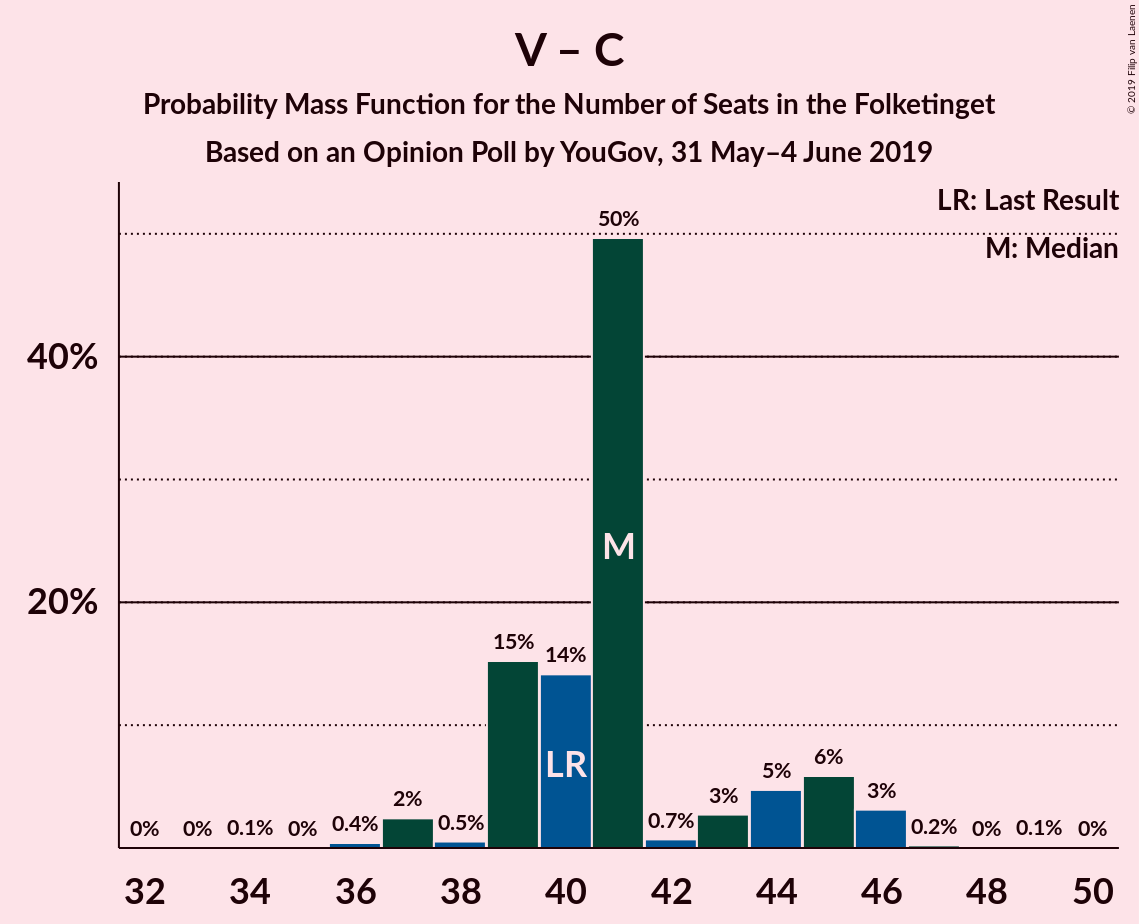 V – C
Probability Mass Function for the Number of Seats in the Folketinget
Based on an Opinion Poll by YouGov, 31 May–4 June 2019
© 2019 Filip van Laenen
LR: Last Result
M: Median
40%
20%
0%
0%
0.1%
0%
0.4%
2%
0.5%
15%
14%
50%
0.7%
3%
5%
6%
3%
0.2%
0%
0.1%
0%
LR
M
32 34 36 38 40 42 44 46 48 50